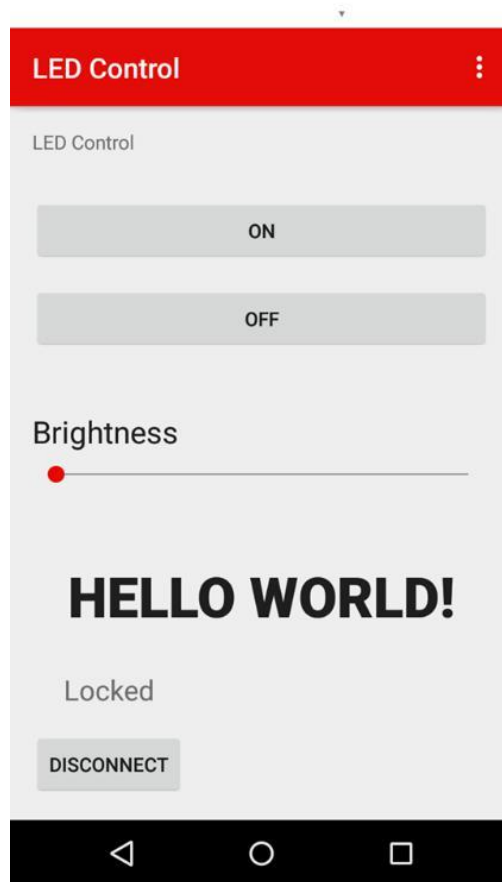 LED Control
LED Control
ON
OFF
Brightness
HELLO WORLD!
Locked
DISCONNECT